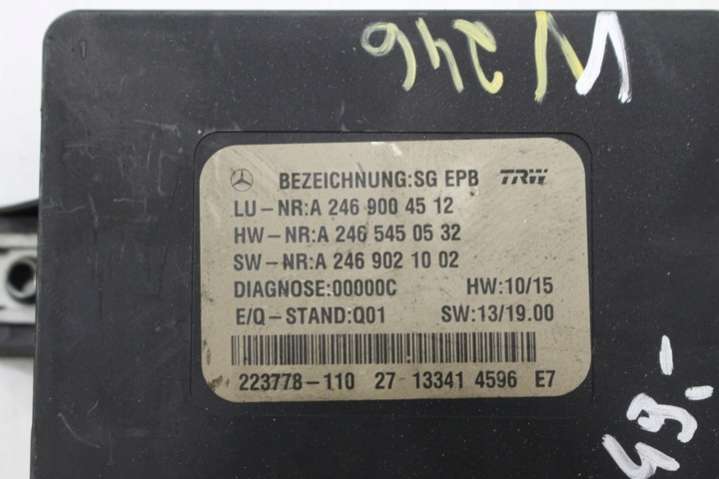 W 246
BEZEICHNUNG:SG EPB TRW
LU-NR:A 246 900 45 12
HW-NR:A 246 545 05 32
SW-NR:A 246 902 10 02
DIAGNOSE:00000C HW:10/15
E/Q-STAND:Q01 SW:13/19.00
223778-110 27 13341 4596 E7
49.-